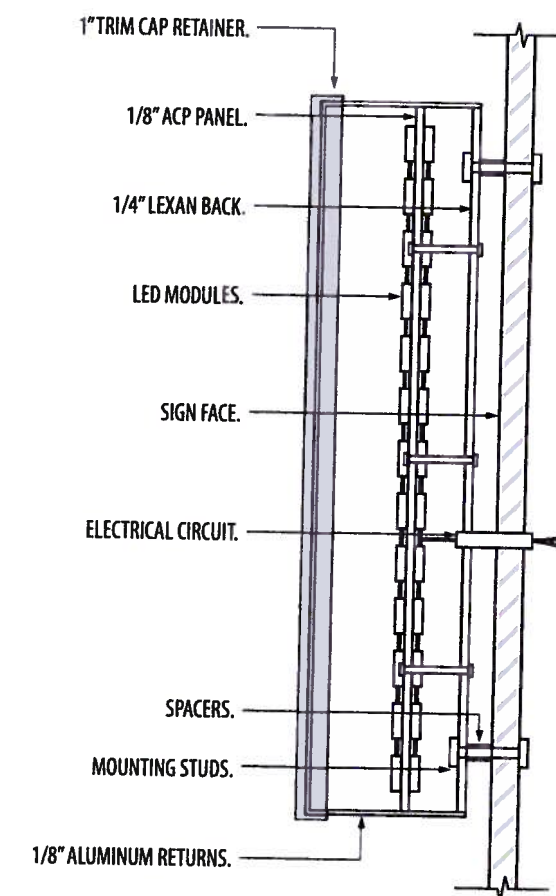 1" TRIM CAP RETAINER.
1/8" ACP PANEL.
1/4" LEXAN BACK.
LED MODULES.
SIGN FACE.
ELECTRICAL CIRCUIT.
SPACERS.
MOUNTING STUDS.
1/8" ALUMINUM RETURNS.